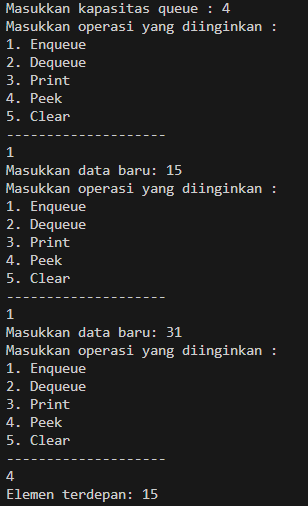 Masukkan kapasitas queue : 4
Masukkan operasi yang diinginkan :
1. Enqueue
2. Dequeue
3. Print
4. Peek
5. Clear
--------------------
1
Masukkan data baru: 15
Masukkan operasi yang diinginkan :
1. Enqueue
2. Dequeue
3. Print
4. Peek
5. Clear
--------------------
1
Masukkan data baru: 31
Masukkan operasi yang diinginkan :
1. Enqueue
2. Dequeue
3. Print
4. Peek
5. Clear
--------------------
4
Elemen terdepan: 15